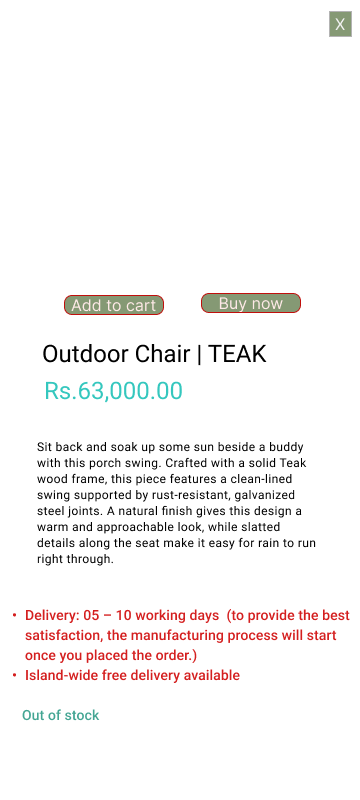 X
Add to cart
Buy now
Outdoor Chair | TEAK
Rs.63,000.00
Sit back and soak up some sun beside a buddy
with this porch swing. Crafted with a solid Teak
wood frame, this piece features a clean-lined
swing supported by rust-resistant, galvanized
steel joints. A natural finish gives this design a
warm and approachable look, while slatted
details along the seat make it easy for rain to run
right through.
• Delivery: 05 – 10 working days  (to provide the best
satisfaction, the manufacturing process will start
once you placed the order.)
• Island-wide free delivery available
Out of stock